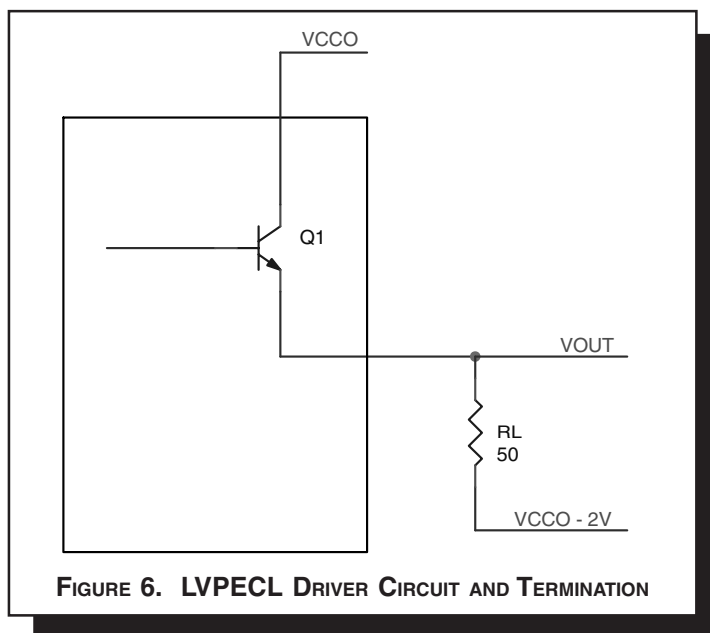 VCCO
Q1
VOUT
RL
50
VCCO - 2V
FIGURE 6. LVPECL DRIVER CIRCUIT AND TERMINATION